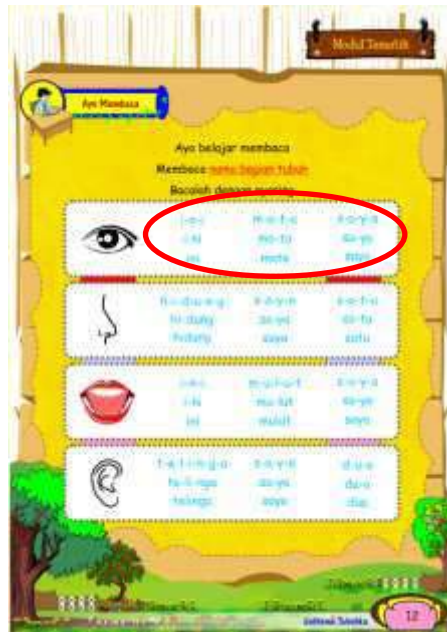 Modul Tematik
Ayo Membaca
Ayo belajar membaca
Membaca nama bagian tubuh
Bacalah dengan
i-n-i m-a-t-a s-a-y-a
i-ni ma-ta sa-ya
ini mata saya
h-i-d-u-n-g s-a-y-a s-a-t-u
hi-dung sa-ya sa-tu
hidung saya satu
i-n-i m-u-l-u-t s-a-y-a
i-ni mu-lut sa-ya
ini mulut saya
t-e-l-i-n-g-a s-a-y-a d-u-a
te-li-nga sa-ya du-a
telinga saya dua
12